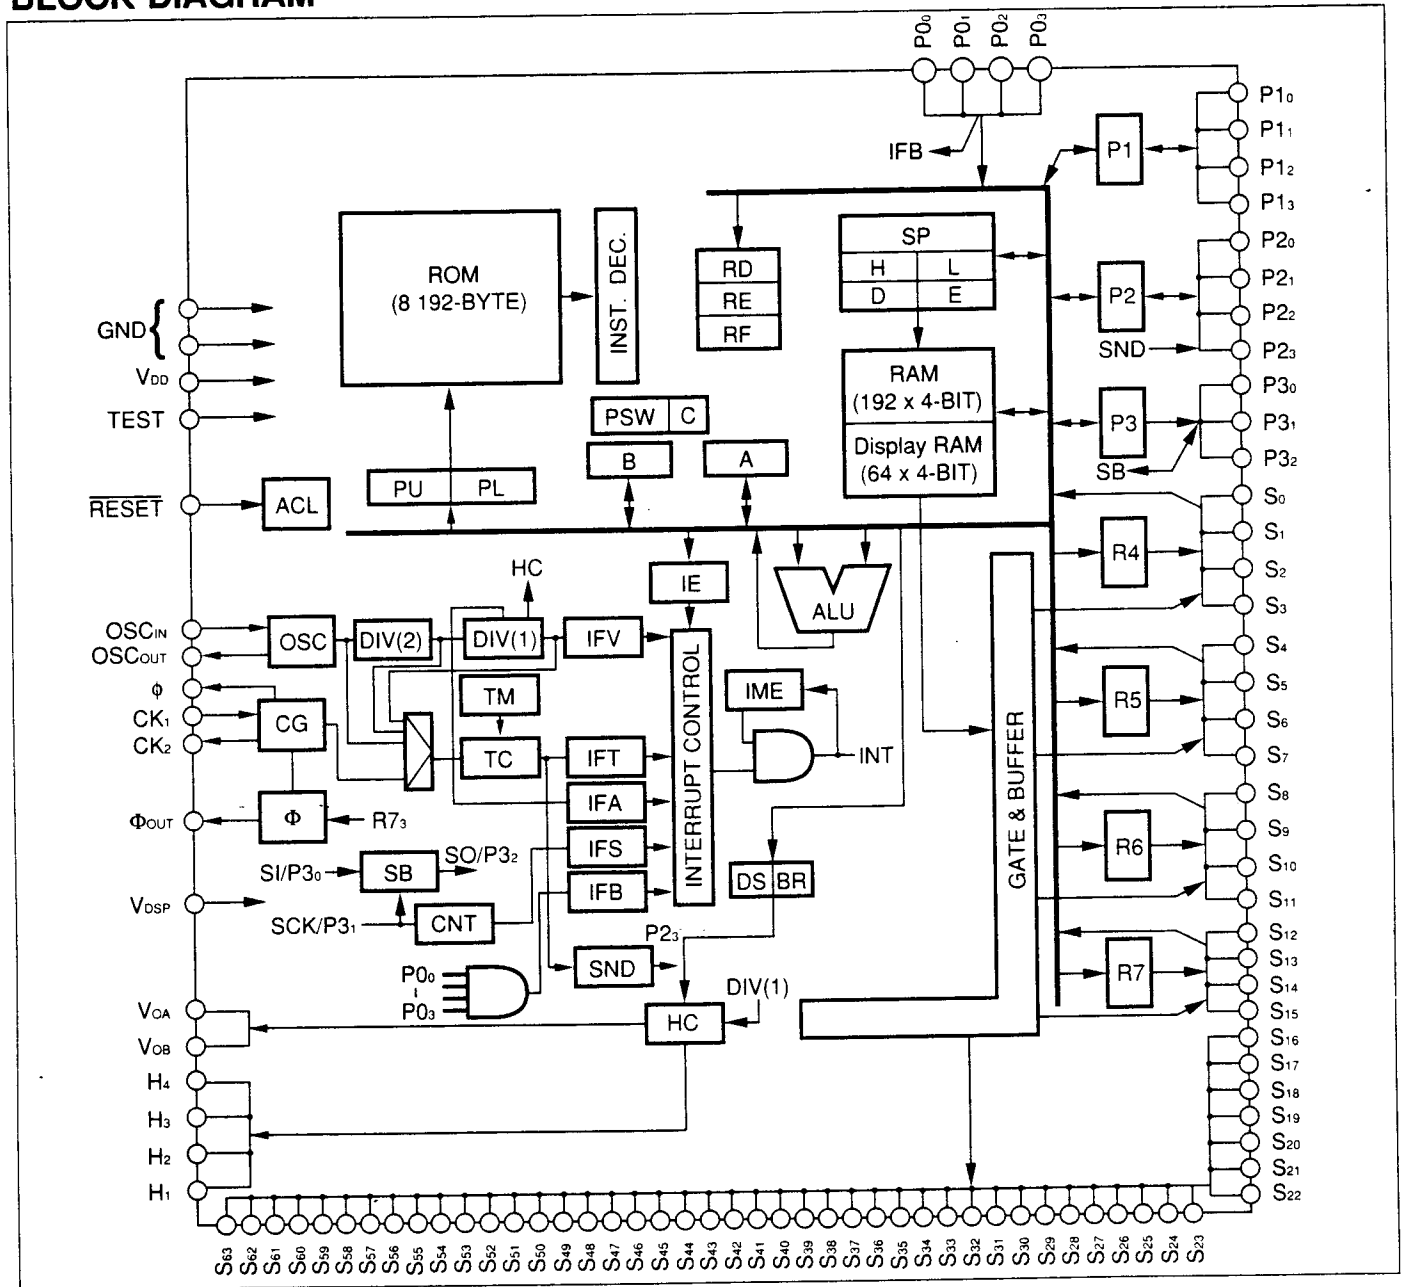 BLOCK DIAGRAM
P0₀ P0₁ P0₂ P0₃
IFB
P1
P1₀
P1₁
P1₂
P1₃
P2
P2₀
P2₁
P2₂
P2₃
SND
P3
P3₀
P3₁
P3₂
SB
ROM
(8 192-BYTE)
INST. DEC.
RD
RE
RF
SP
H L
D E
RAM
(192 x 4-BIT)
Display RAM
(64 x 4-BIT)
PSW C
B
A
PU PL
GND {
VDD
TEST
RESET
ACL
HC
IE
ALU
OSCIN
OSCOUT
OSC
DIV(2)
DIV(1)
IFV
ϕ
CK₁
CK₂
CG
TM
TC
IFT
IFA
IFS
IFB
INTERRUPT CONTROL
IME
INT
ΦOUT
Φ
R7₃
SI/P3₀
SB
SO/P3₂
SCK/P3₁
CNT
VDSP
DS BR
P2₃
SND
P0₀
P0₃
DIV(1)
HC
GATE & BUFFER
VOA
VOB
H₄
H₃
H₂
H₁
R4
S₀
S₁
S₂
S₃
R5
S₄
S₅
S₆
S₇
R6
S₈
S₉
S₁₀
S₁₁
R7
S₁₂
S₁₃
S₁₄
S₁₅
S₁₆
S₁₇
S₁₈
S₁₉
S₂₀
S₂₁
S₂₂
S₆₃ S₆₂ S₆₁ S₆₀ S₅₉ S₅₈ S₅₇ S₅₆ S₅₅ S₅₄ S₅₃ S₅₂ S₅₁ S₅₀ S₄₉ S₄₈ S₄₇ S₄₆ S₄₅ S₄₄ S₄₃ S₄₂ S₄₁ S₄₀ S₃₉ S₃₈ S₃₇ S₃₆ S₃₅ S₃₄ S₃₃ S₃₂ S₃₁ S₃₀ S₂₉ S₂₈ S₂₇ S₂₆ S₂₅ S₂₄ S₂₃